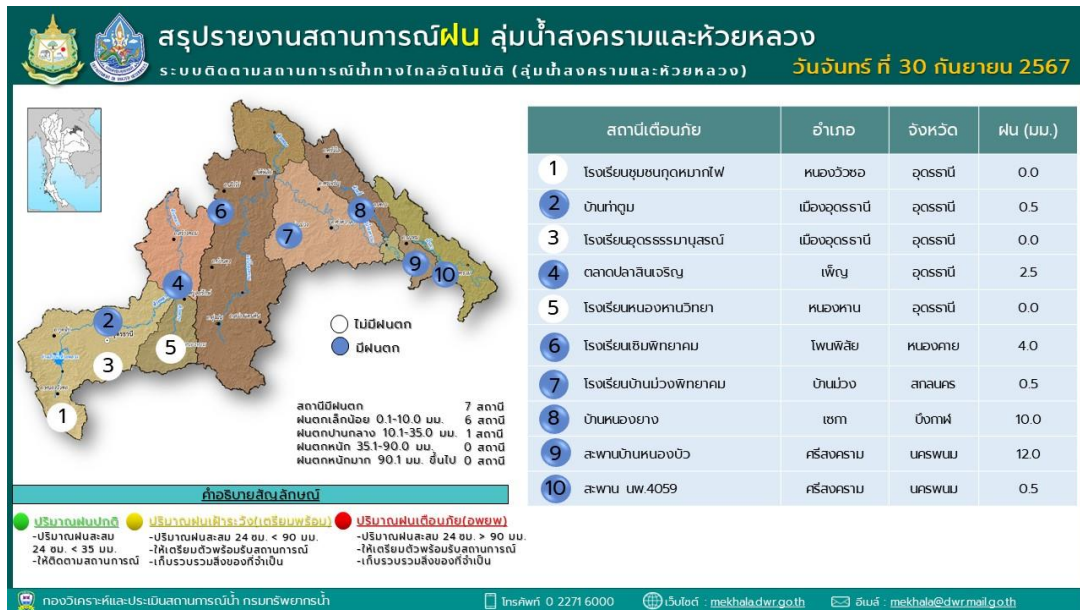 สรุปรายงานสถานการณ์ฝน ลุ่มน้ำสงครามและห้วยหลวง
ระบบติดตามสถานการณ์น้ำทางไกลอัตโนมัติ (ลุ่มน้ำสงครามและห้วยหลวง)
วันจันทร์ ที่ 30 กันยายน 2567
สถานีเตือนภัย อำเภอ จังหวัด ฝน (มม.)
1 โรงเรียนชุมชนกุดหมากไฟ หนองวัวซอ อุดรธานี 0.0
2 บ้านท่าตูม เมืองอุดรธานี อุดรธานี 0.5
3 โรงเรียนอุดรธรรมานุสรณ์ เมืองอุดรธานี อุดรธานี 0.0
4 ตลาดปลาสินเจริญ เพ็ญ อุดรธานี 2.5
5 โรงเรียนหนองหานวิทยา หนองหาน อุดรธานี 0.0
6 โรงเรียนเซิมพิทยาคม โพนพิสัย หนองคาย 4.0
7 โรงเรียนบ้านม่วงพิทยาคม บ้านม่วง สกลนคร 0.5
8 บ้านหนองยาง เซกา บึงกาฬ 10.0
9 สะพานบ้านหนองบัว ศรีสงคราม นครพนม 12.0
10 สะพาน นพ.4059 ศรีสงคราม นครพนม 0.5
6
8
7
9
10
4
2
5
3
1
ไม่มีฝนตก
มีฝนตก
สถานีมีฝนตก 7 สถานี
ฝนตกเล็กน้อย 0.1-10.0 มม. 6 สถานี
ฝนตกปานกลาง 10.1-35.0 มม. 1 สถานี
ฝนตกหนัก 35.1-90.0 มม. 0 สถานี
ฝนตกหนักมาก 90.1 มม. ขึ้นไป 0 สถานี
คำอธิบายสัญลักษณ์
ปริมาณฝนปกติ
-ปริมาณฝนสะสม
24 ชม. < 35 มม.
-ให้ติดตามสถานการณ์
ปริมาณฝนเฝ้าระวัง(เตรียมพร้อม)
-ปริมาณฝนสะสม 24 ชม. < 90 มม.
-ให้เตรียมตัวพร้อมรับสถานการณ์
-เก็บรวบรวมสิ่งของที่จำเป็น
ปริมาณฝนเตือนภัย(อพยพ)
-ปริมาณฝนสะสม 24 ชม. > 90 มม.
-ให้เตรียมตัวพร้อมรับสถานการณ์
-เก็บรวบรวมสิ่งของที่จำเป็น
กองวิเคราะห์และประเมินสถานการณ์น้ำ กรมทรัพยากรน้ำ
โทรศัพท์ 0 2271 6000
เว็บไซต์ : mekhala.dwr.go.th
อีเมล์ : mekhala@dwr.mail.go.th